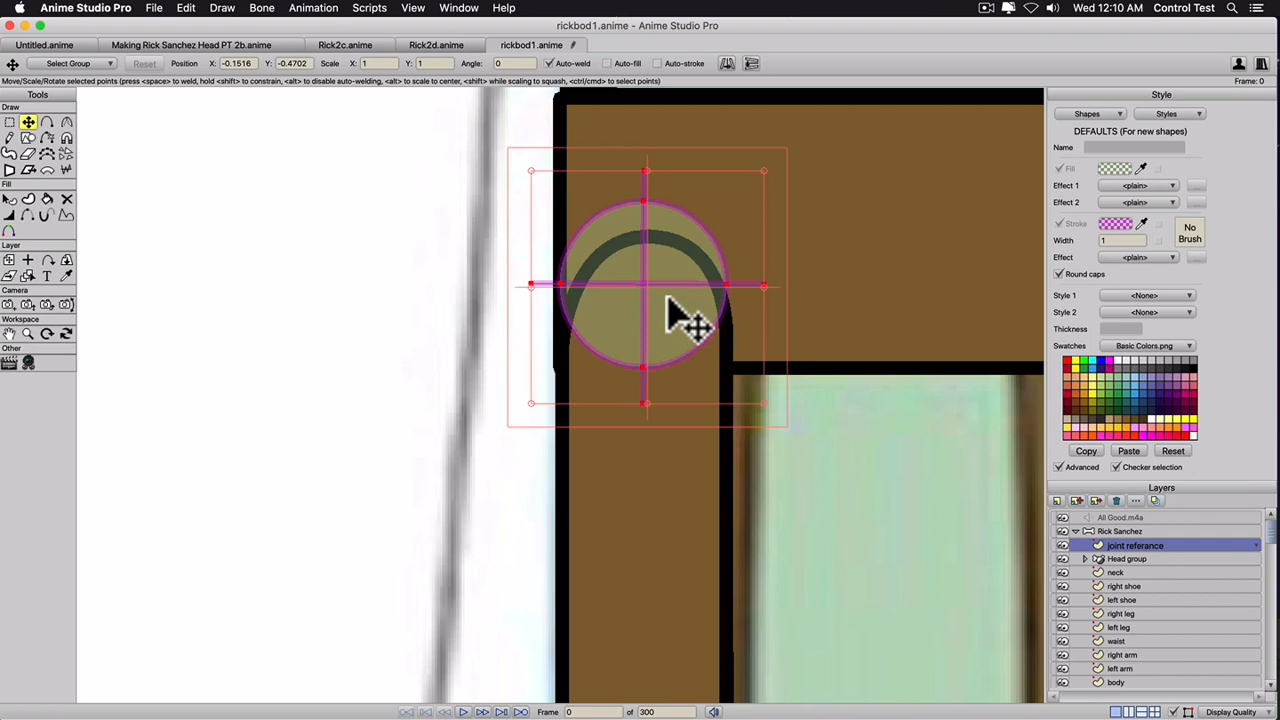 Anime Studio Pro File Edit Draw Bone Animation Scripts View Window Help Wed 12:10 AM Control Test
rickbod1.anime - Anime Studio Pro
Untitled.anime Making Rick Sanchez Head PT 2b.anime Rick2c.anime Rick2d.anime rickbod1.anime
Select Group Reset Position X: -0.1516 Y: -0.4702 Scale X: 1 Y: 1 Angle: 0 Auto-weld Auto-fill Auto-stroke
Move/Scale/Rotate selected points (press <space> to weld, hold <shift> to constrain, <alt> to disable auto-welding, <alt> to scale to center, <shift> while scaling to squash, <ctrl/cmd> to select points) Frame: 0
Tools
Draw
Fill
Layer
Camera
Workspace
Other
Style
Shapes Styles
DEFAULTS (For new shapes)
Name
Fill
Effect 1 <plain> ...
Effect 2 <plain> ...
Stroke
No Brush
Width 1
Effect <plain> ...
Round caps
Style 1 <None>
Style 2 <None>
Thickness
Swatches Basic Colors.png
Copy Paste Reset
Advanced Checker selection
Layers
All Good.m4a
Rick Sanchez
joint referance
Head group
neck
right shoe
left shoe
right leg
left leg
waist
right arm
left arm
body
Frame 0 of 300 Display Quality